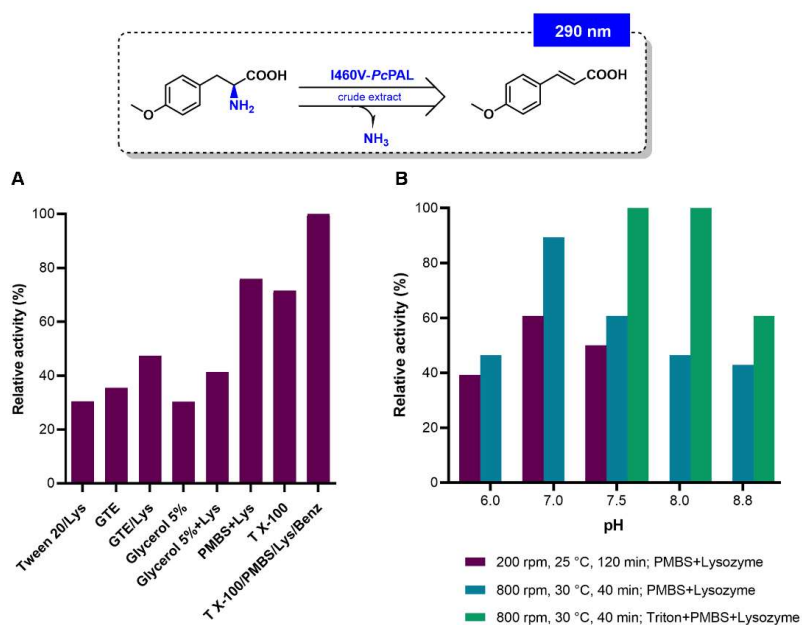 290 nm
COOH
NH2
O
I460V-PcPAL
crude extract
NH3
COOH
O
A
Relative activity (%)
100
80
60
40
20
0
Tween 20/Lys
GTE
GTE/Lys
Glycerol 5%
Glycerol 5%+Lys
PMBS+Lys
T X-100
T X-100/PMBS/Lys/Benz
B
Relative activity (%)
100
80
60
40
20
0
6.0 7.0 7.5 8.0 8.8
pH
200 rpm, 25 °C, 120 min; PMBS+Lysozyme
800 rpm, 30 °C, 40 min; PMBS+Lysozyme
800 rpm, 30 °C, 40 min; Triton+PMBS+Lysozyme